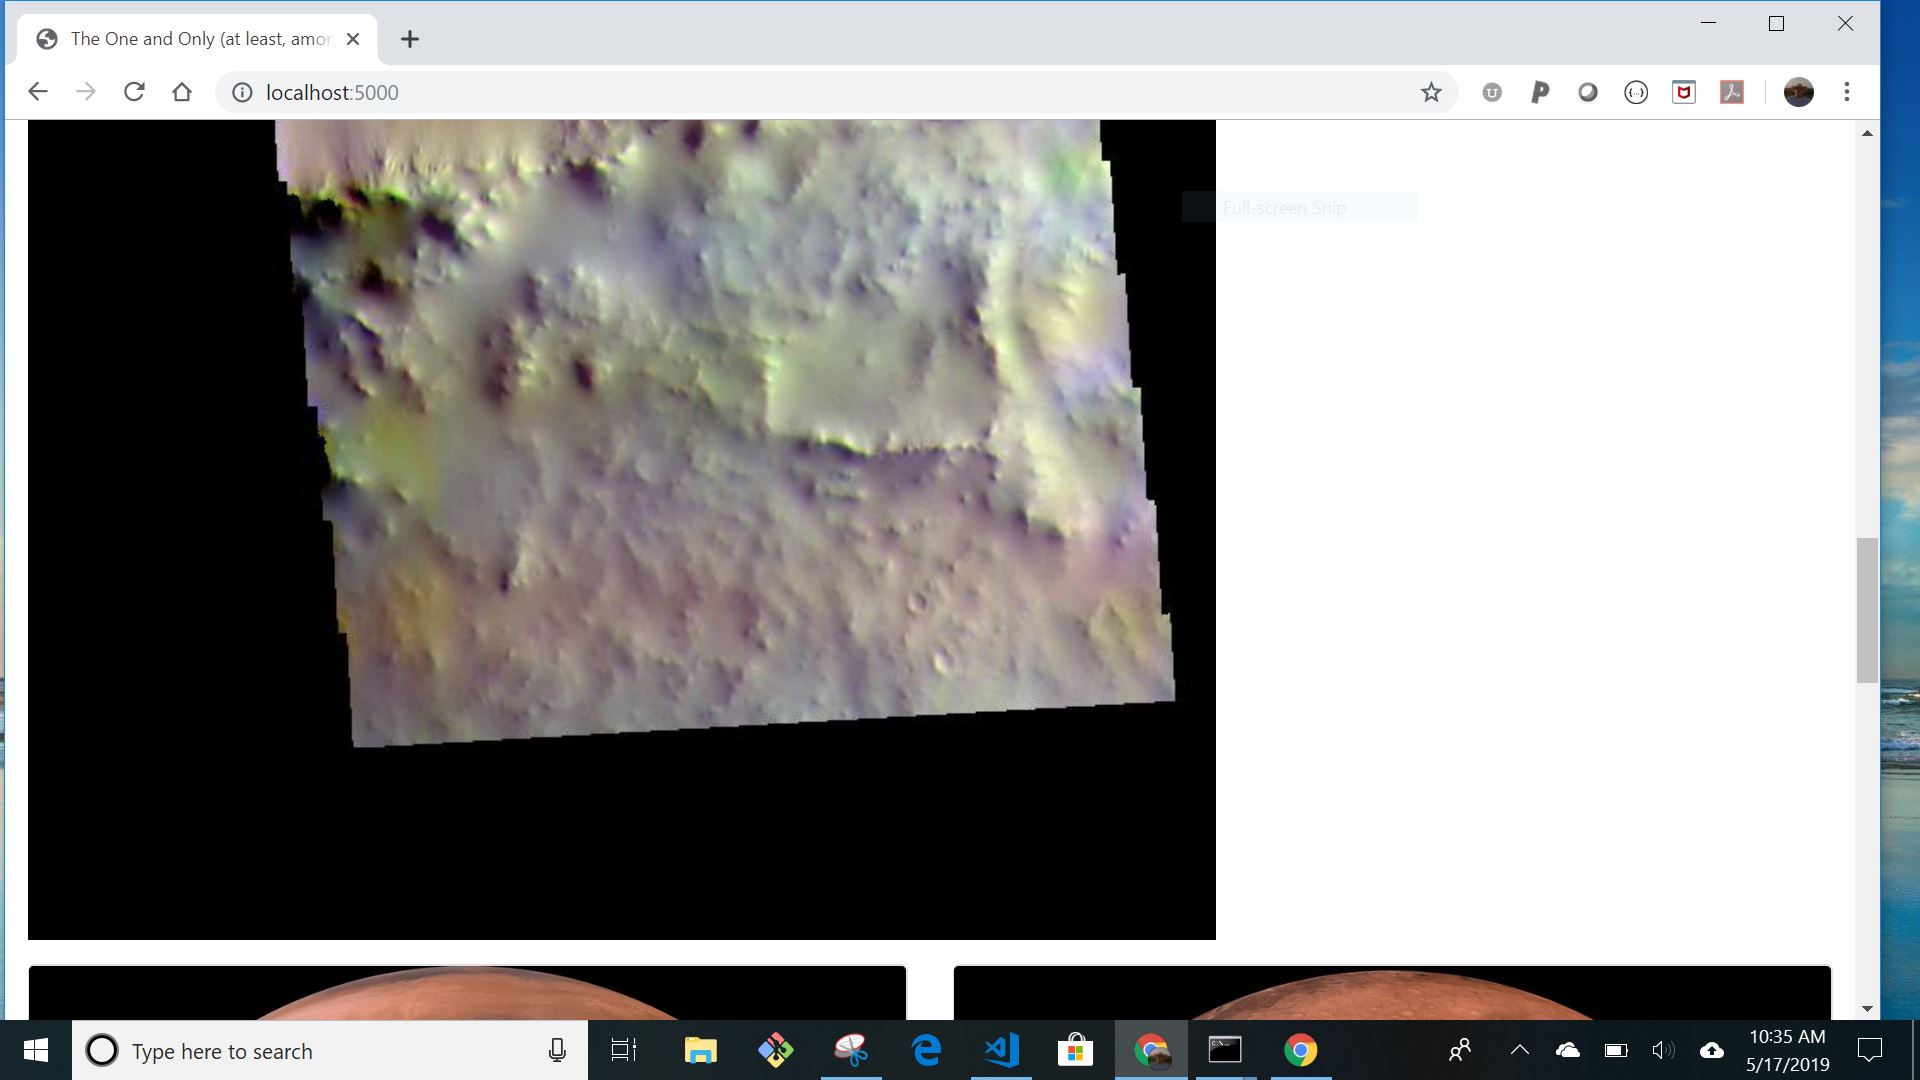 The One and Only (at least, amon
localhost:5000
Full-screen Snip
Type here to search
10:35 AM
5/17/2019